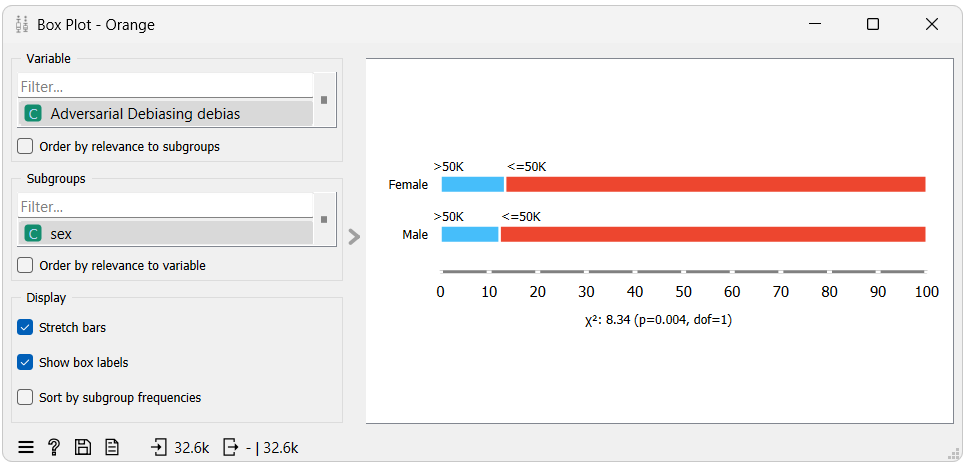 Box Plot - Orange
Variable
Filter...
C Adversarial Debiasing debias
Order by relevance to subgroups
Subgroups
Filter...
C sex
Order by relevance to variable
Display
Stretch bars
Show box labels
Sort by subgroup frequencies
? 32.6k - | 32.6k
>50K <=50K
Female
>50K <=50K
Male
0 10 20 30 40 50 60 70 80 90 100
χ²: 8.34 (p=0.004, dof=1)